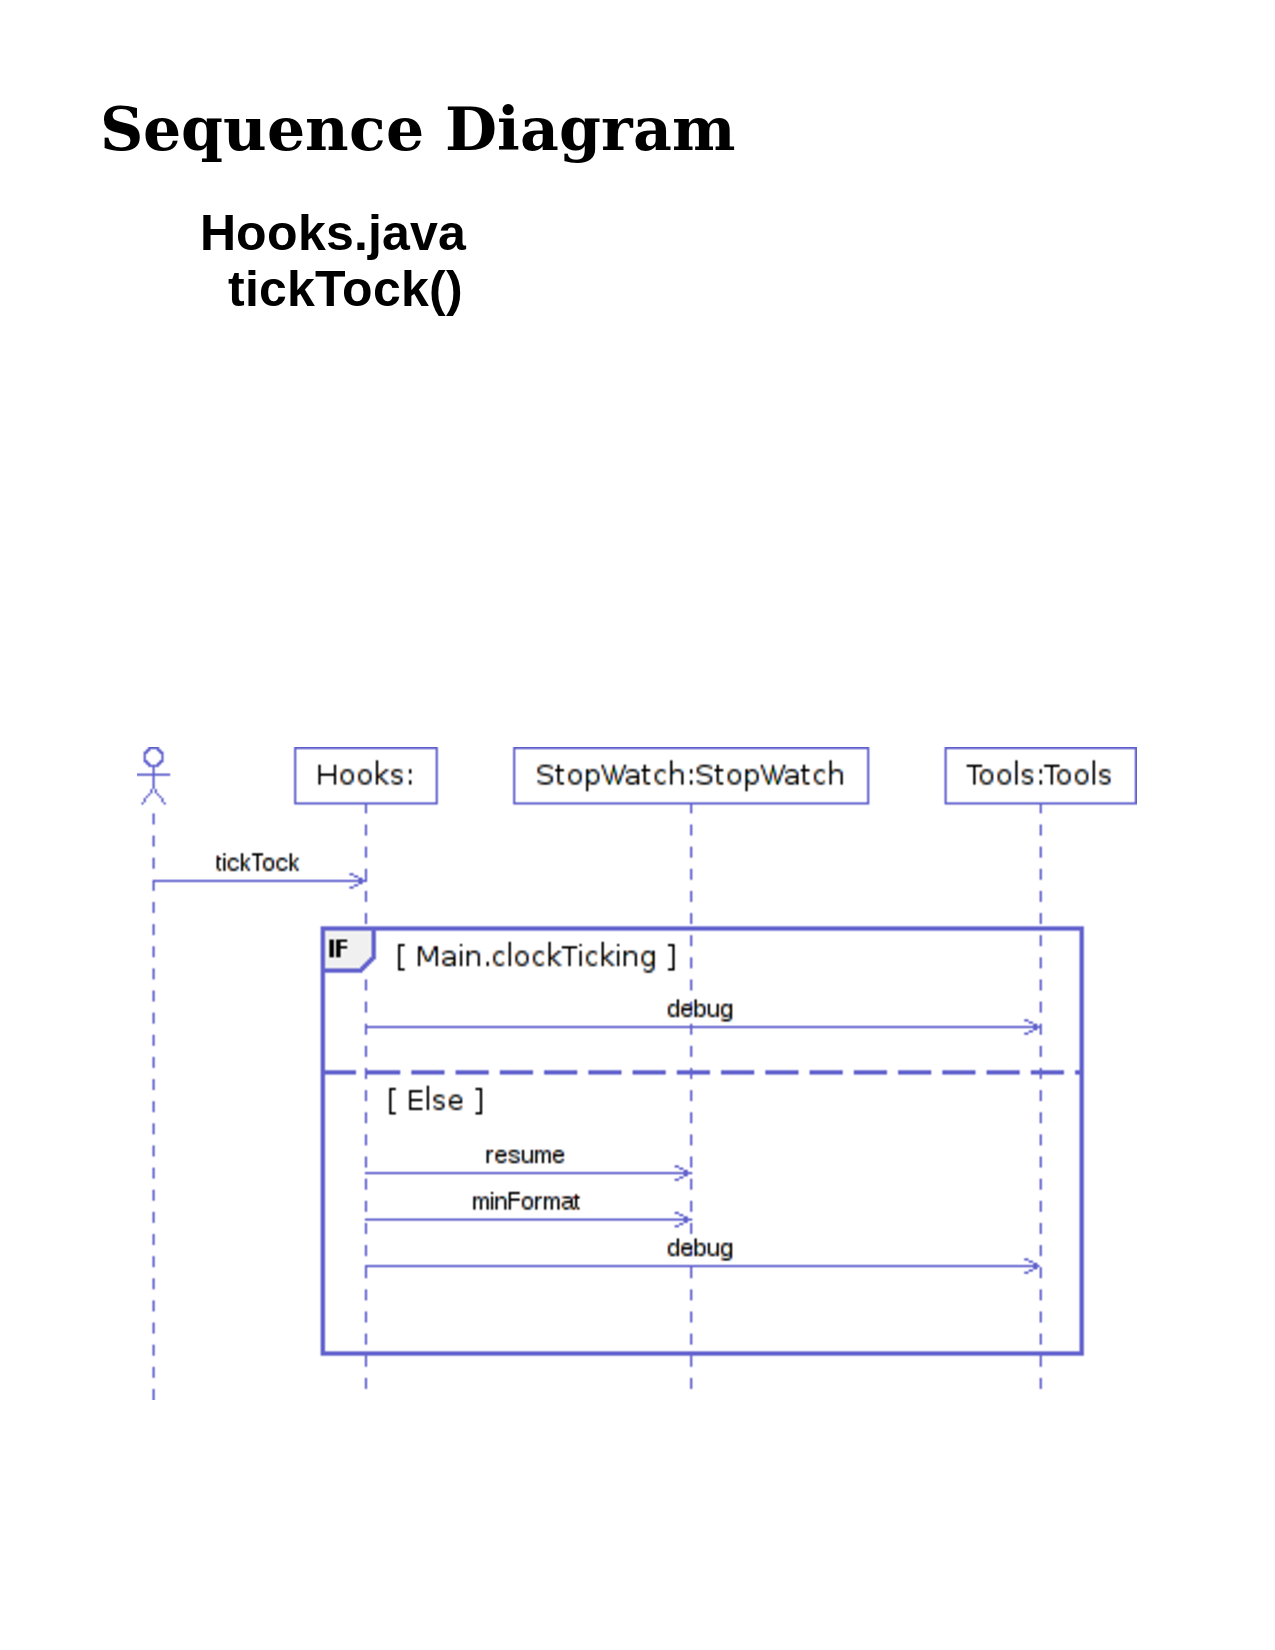 Sequence Diagram
Hooks.java
tickTock()
Hooks: StopWatch:StopWatch Tools:Tools
tickTock
IF [ Main.clockTicking ]
debug
[ Else ]
resume
minFormat
debug